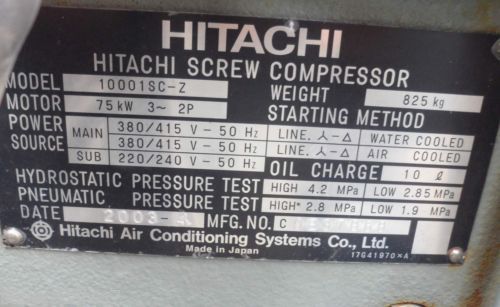 HITACHI
HITACHI SCREW COMPRESSOR
MODEL 10001SC-Z WEIGHT 825 kg
MOTOR 75 kW 3~ 2P STARTING METHOD
POWER SOURCE MAIN 380/415 V - 50 Hz LINE. 人-△ WATER COOLED
380/415 V - 50 Hz LINE. 人-△ AIR COOLED
SUB 220/240 V - 50 Hz OIL CHARGE 10 ℓ
HYDROSTATIC PRESSURE TEST HIGH 4.2 MPa LOW 2.85 MPa
PNEUMATIC PRESSURE TEST HIGH* 2.8 MPa LOW 1.9 MPa
DATE 2003- MFG. NO. C
Hitachi Air Conditioning Systems Co., Ltd.
Made in Japan 17G41970×A